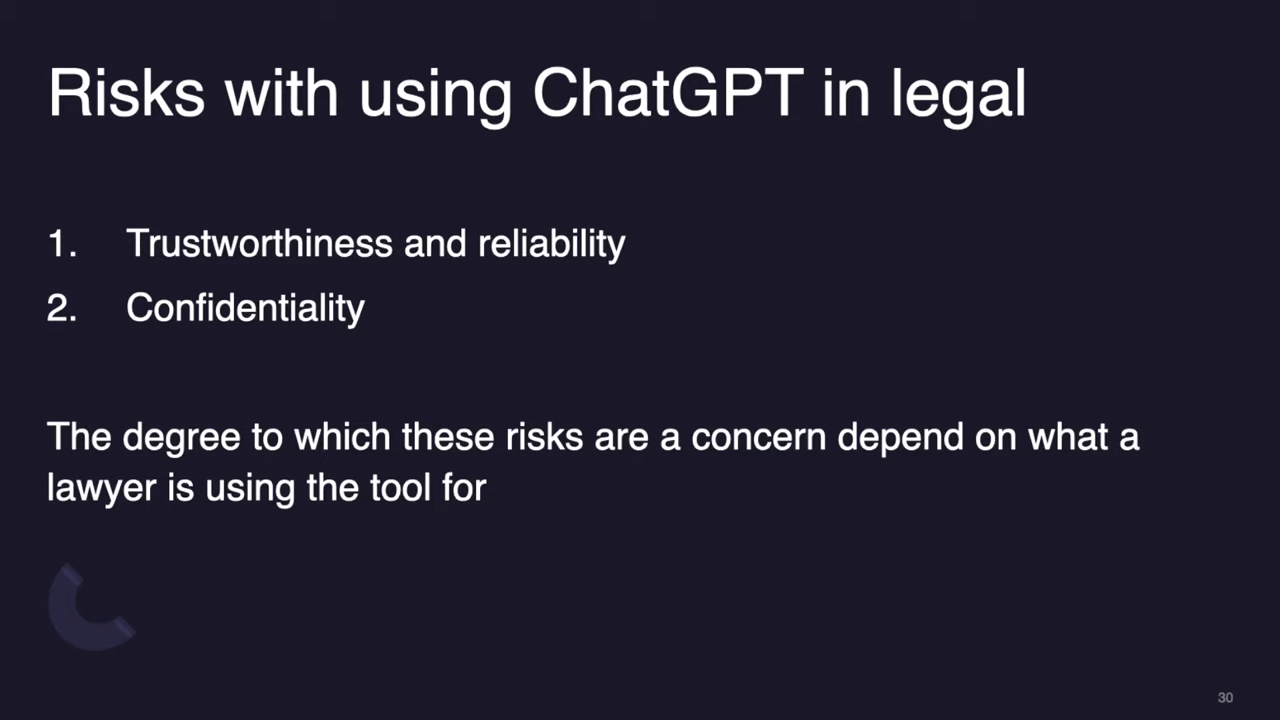 Risks with using ChatGPT in legal
1. Trustworthiness and reliability
2. Confidentiality
The degree to which these risks are a concern depend on what a
lawyer is using the tool for
30